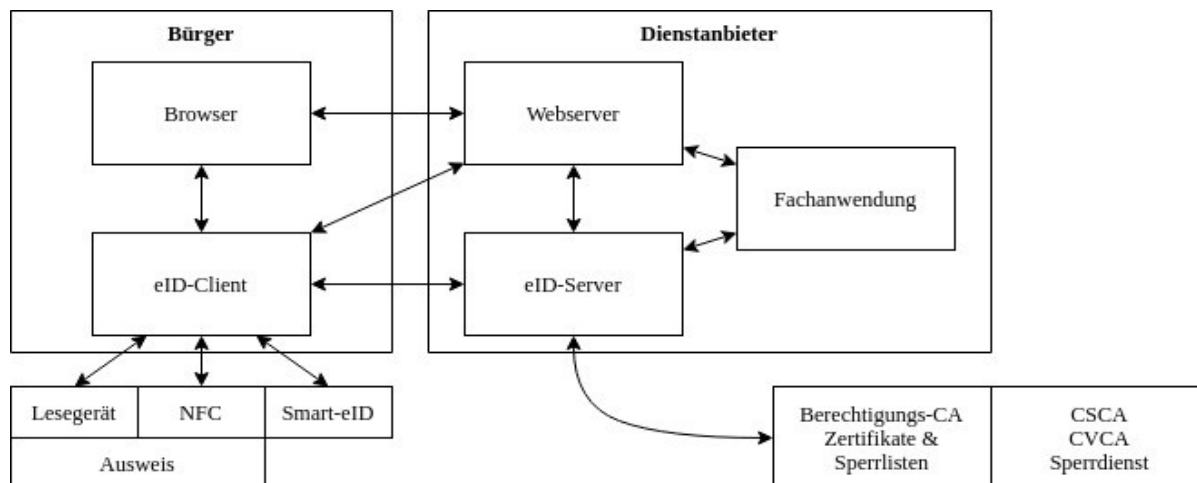 Bürger
Dienstanbieter
Browser
Webserver
Fachanwendung
eID-Client
eID-Server
Lesegerät
NFC
Smart-eID
Ausweis
Berechtigungs-CA
Zertifikate &
Sperrlisten
CSCA
CVCA
Sperrdienst